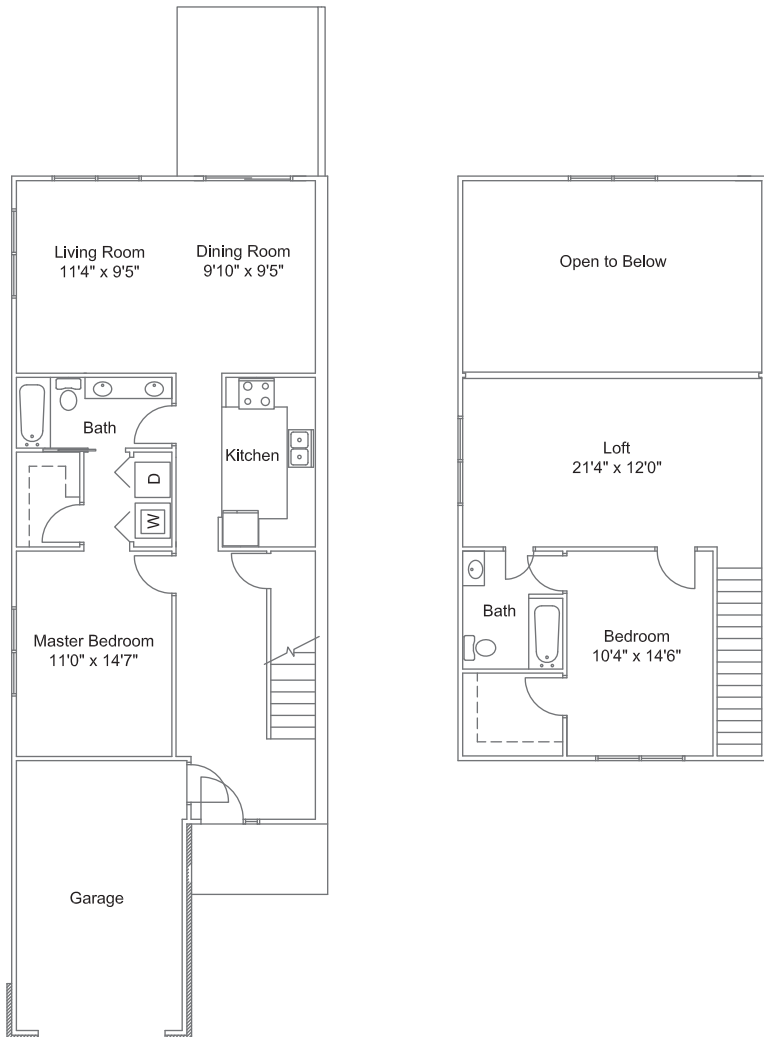 Living Room
11'4" x 9'5"
Dining Room
9'10" x 9'5"
Bath
Kitchen
D
W
Master Bedroom
11'0" x 14'7"
Garage
Open to Below
Loft
21'4" x 12'0"
Bath
Bedroom
10'4" x 14'6"